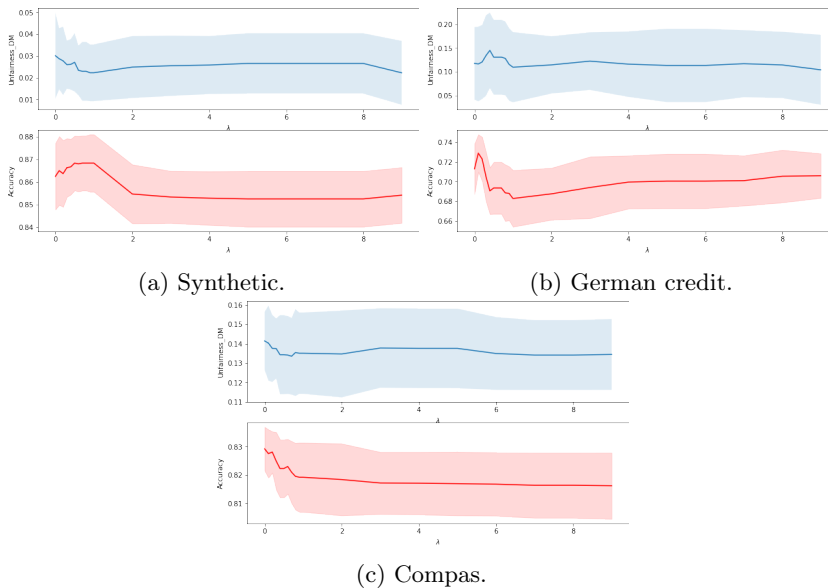 0.05
0.04
0.03
0.02
0.01
Unfairness_DM
0 2 4 6 8
λ
0.88
0.87
0.86
0.85
0.84
Accuracy
0 2 4 6 8
λ
(a) Synthetic.
0.20
0.15
0.10
0.05
Unfairness_DM
0 2 4 6 8
λ
0.74
0.72
0.70
0.68
0.66
Accuracy
0 2 4 6 8
λ
(b) German credit.
0.16
0.15
0.14
0.13
0.12
0.11
Unfairness_DM
0 2 4 6 8
0.83
0.82
0.81
Accuracy
0 2 4 6 8
λ
(c) Compas.